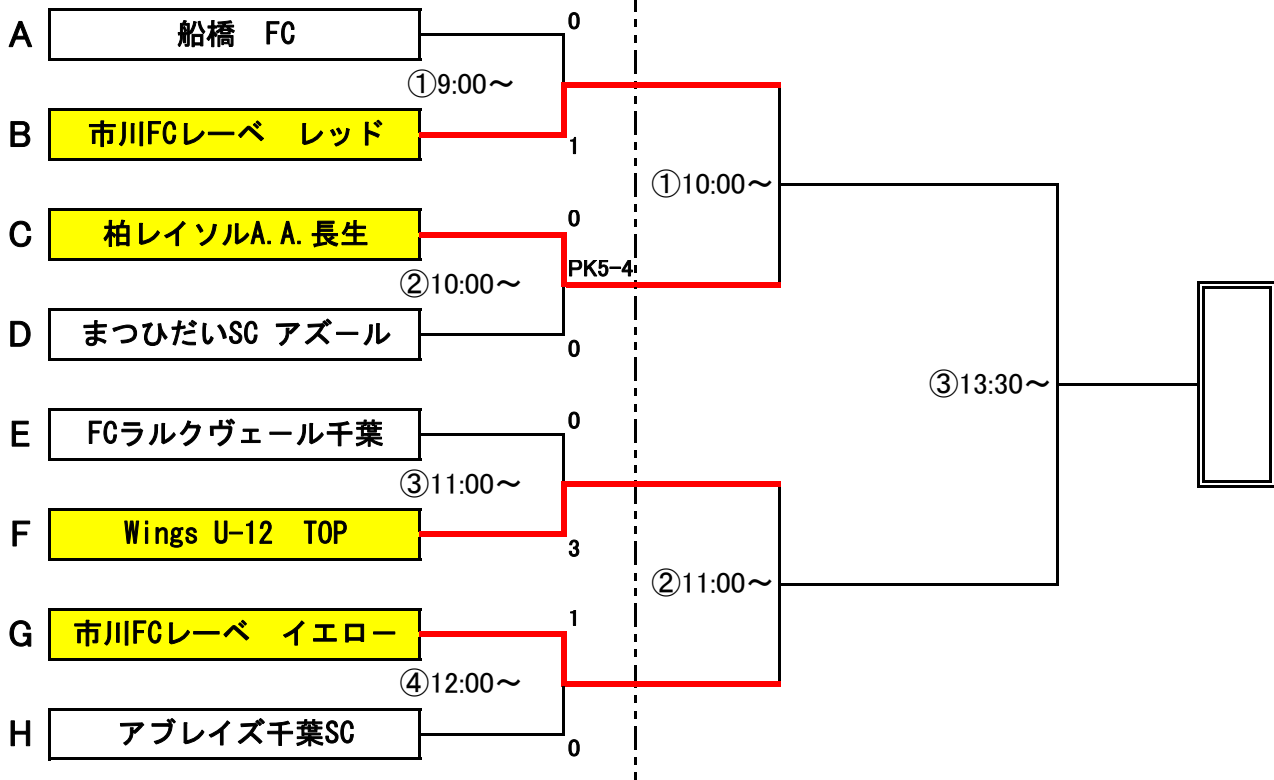 A
船橋　FC
0
①9:00～
B
市川FCレーベ　レッド
1
①10:00～
C
柏レイソルA.A.長生
0
PK5-4
②10:00～
D
まつひだいSC アズール
0
③13:30～
E
FCラルクヴェール千葉
0
③11:00～
F
Wings U-12　TOP
3
②11:00～
G
市川FCレーベ　イエロー
1
④12:00～
H
アブレイズ千葉SC
0